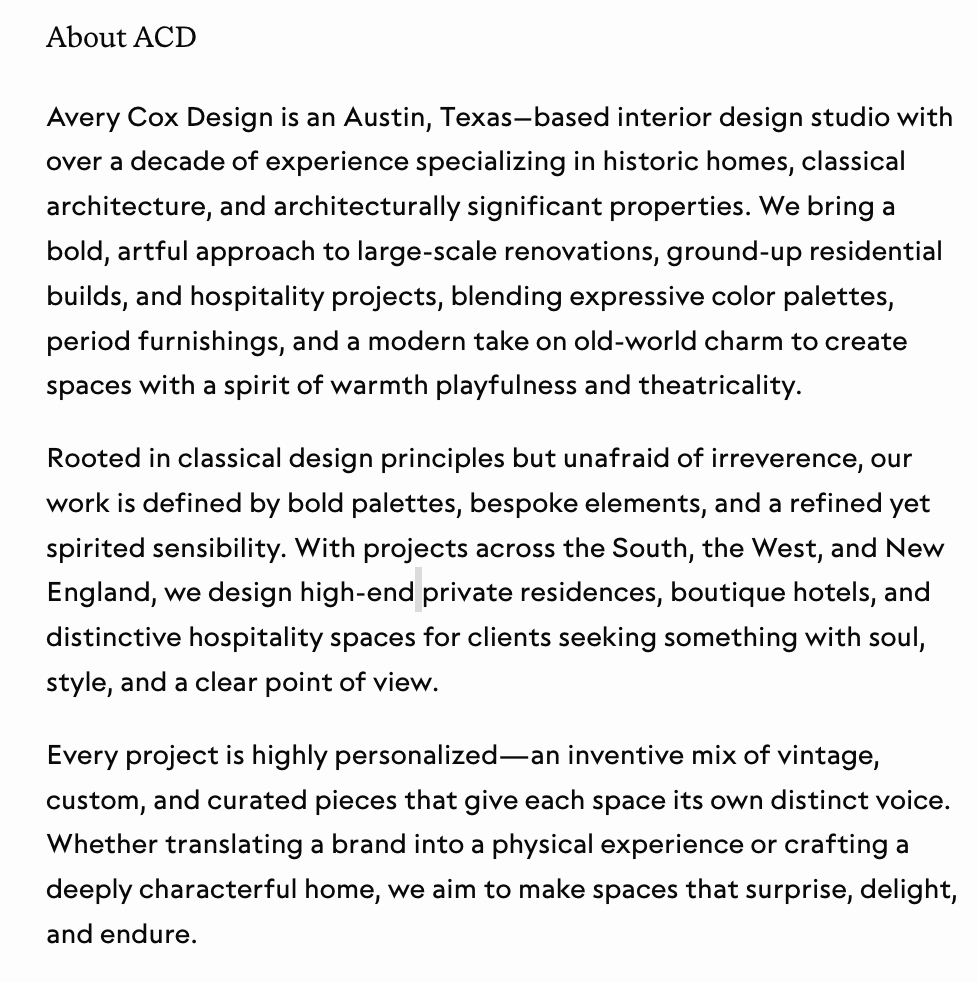 About ACD
Avery Cox Design is an Austin, Texas–based interior design studio with
over a decade of experience specializing in historic homes, classical
architecture, and architecturally significant properties. We bring a
bold, artful approach to large-scale renovations, ground-up residential
builds, and hospitality projects, blending expressive color palettes,
period furnishings, and a modern take on old-world charm to create
spaces with a spirit of warmth playfulness and theatricality.
Rooted in classical design principles but unafraid of irreverence, our
work is defined by bold palettes, bespoke elements, and a refined yet
spirited sensibility. With projects across the South, the West, and New
England, we design high-end private residences, boutique hotels, and
distinctive hospitality spaces for clients seeking something with soul,
style, and a clear point of view.
Every project is highly personalized—an inventive mix of vintage,
custom, and curated pieces that give each space its own distinct voice.
Whether translating a brand into a physical experience or crafting a
deeply characterful home, we aim to make spaces that surprise, delight,
and endure.